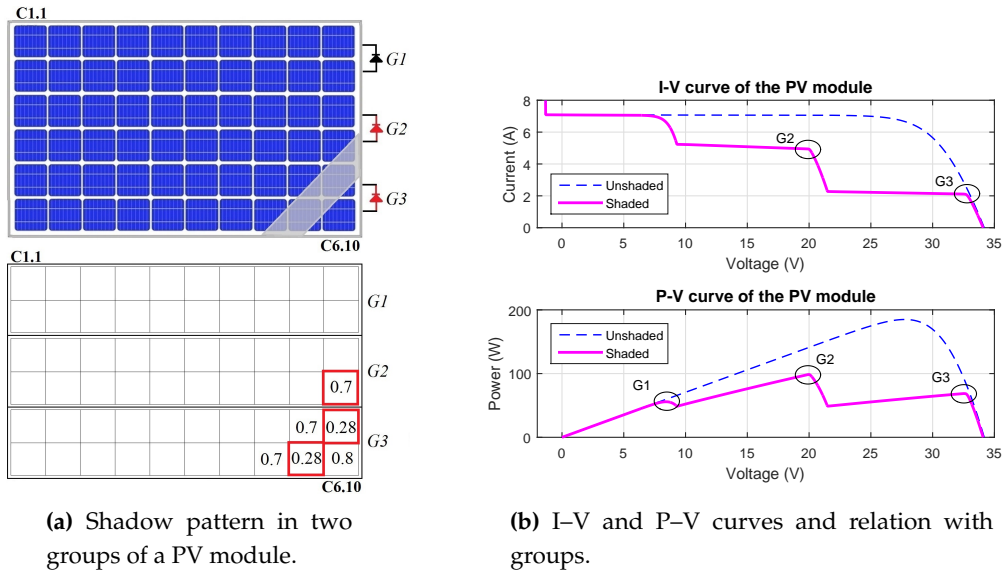 C1.1
G1
G2
G3
C6.10
C1.1
G1
G2
0.7
0.7 0.28
G3
0.7 0.28 0.8
C6.10
(a) Shadow pattern in two
groups of a PV module.
I-V curve of the PV module
8
6
4
2
0
Current (A)
G2
G3
Unshaded
Shaded
0 5 10 15 20 25 30 35
Voltage (V)
P-V curve of the PV module
200
100
0
Power (W)
Unshaded
Shaded
G1
G2
G3
0 5 10 15 20 25 30 35
Voltage (V)
(b) I–V and P–V curves and relation with
groups.